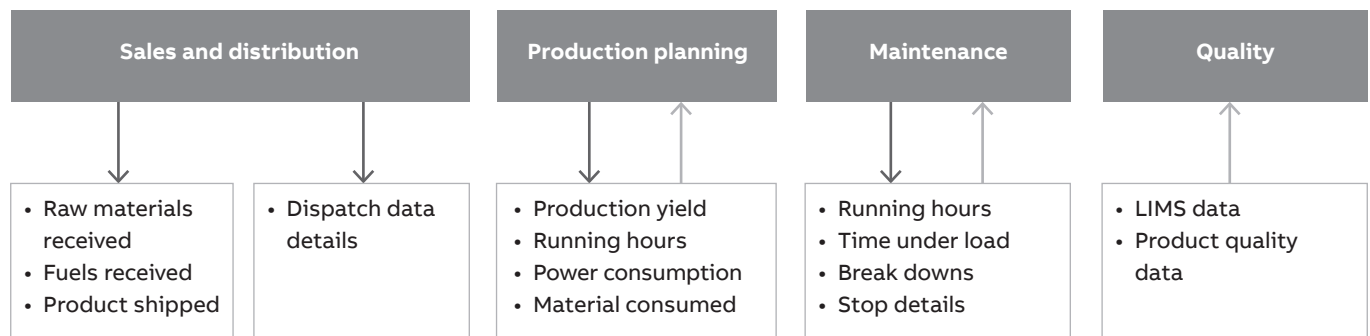 Sales and distribution
Production planning
Maintenance
Quality
• Raw materials
received
• Fuels received
• Product shipped
• Dispatch data
details
• Production yield
• Running hours
• Power consumption
• Material consumed
• Running hours
• Time under load
• Break downs
• Stop details
• LIMS data
• Product quality
data